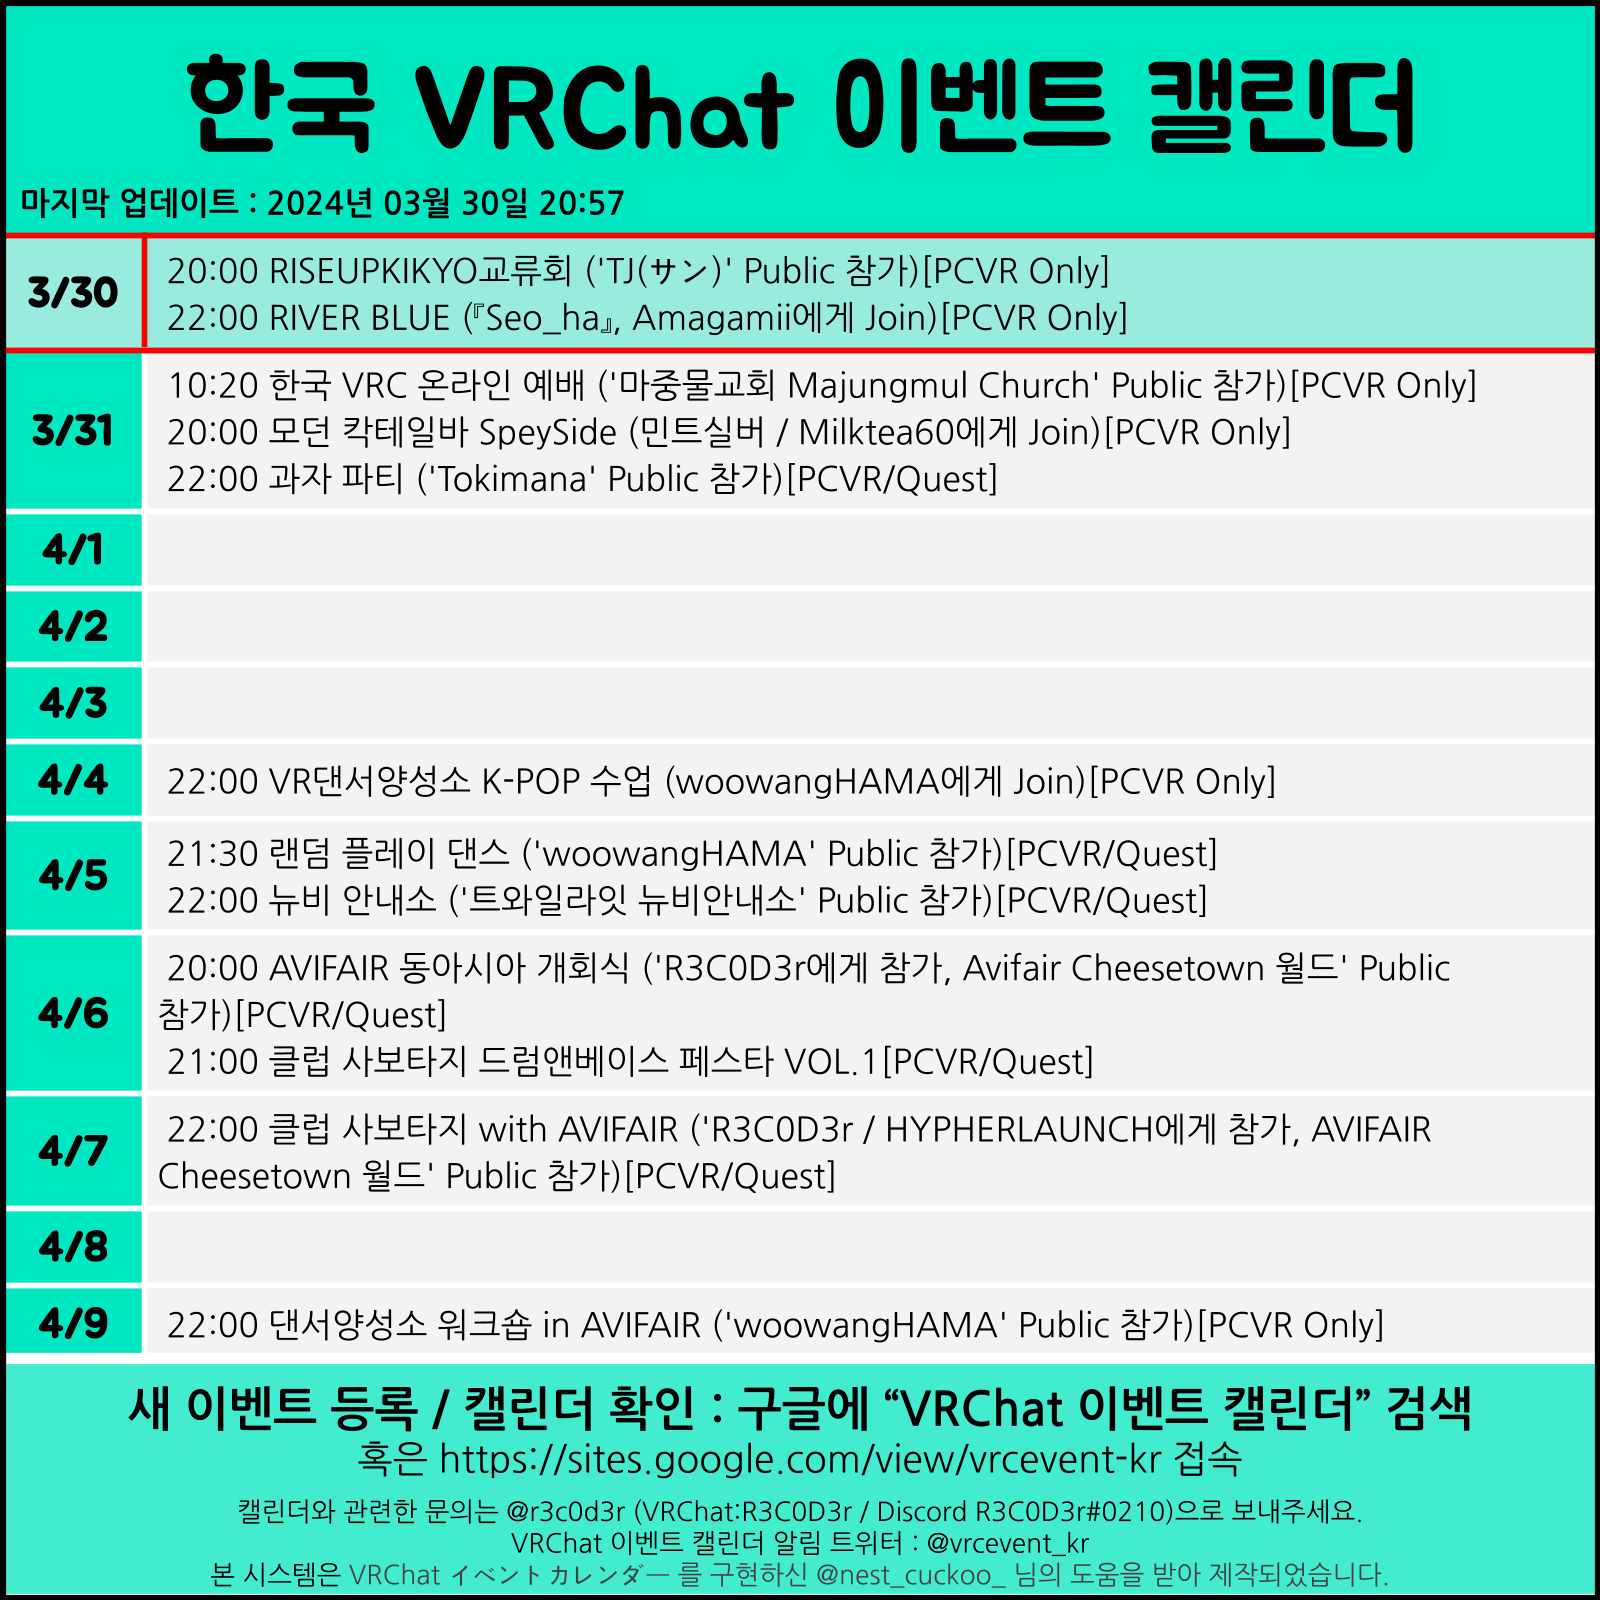 한국 VRChat 이벤트 캘린더
마지막 업데이트 : 2024년 03월 30일 20:57
3/30
20:00 RISEUPKIKYO교류회 ('TJ(サン)' Public 참가)[PCVR Only]
22:00 RIVER BLUE (『Seo_ha』, Amagamii에게 Join)[PCVR Only]
3/31
10:20 한국 VRC 온라인 예배 ('마중물교회 Majungmul Church' Public 참가)[PCVR Only]
20:00 모던 칵테일바 SpeySide (민트실버 / Milktea60에게 Join)[PCVR Only]
22:00 과자 파티 ('Tokimana' Public 참가)[PCVR/Quest]
4/1
4/2
4/3
4/4
22:00 VR댄서양성소 K-POP 수업 (woowangHAMA에게 Join)[PCVR Only]
4/5
21:30 랜덤 플레이 댄스 ('woowangHAMA' Public 참가)[PCVR/Quest]
22:00 뉴비 안내소 ('트와일라잇 뉴비안내소' Public 참가)[PCVR/Quest]
4/6
20:00 AVIFAIR 동아시아 개회식 ('R3C0D3r에게 참가, Avifair Cheesetown 월드' Public
참가)[PCVR/Quest]
21:00 클럽 사보타지 드럼앤베이스 페스타 VOL.1[PCVR/Quest]
4/7
22:00 클럽 사보타지 with AVIFAIR ('R3C0D3r / HYPHERLAUNCH에게 참가, AVIFAIR
Cheesetown 월드' Public 참가)[PCVR/Quest]
4/8
4/9
22:00 댄서양성소 워크숍 in AVIFAIR ('woowangHAMA' Public 참가)[PCVR Only]
새 이벤트 등록 / 캘린더 확인 : 구글에 “VRChat 이벤트 캘린더” 검색
혹은 https://sites.google.com/view/vrcevent-kr 접속
캘린더와 관련한 문의는 @r3c0d3r (VRChat:R3C0D3r / Discord R3C0D3r#0210)으로 보내주세요.
VRChat 이벤트 캘린더 알림 트위터 : @vrcevent_kr
본 시스템은 VRChat イベントカレンダー 를 구현하신 @nest_cuckoo_ 님의 도움을 받아 제작되었습니다.